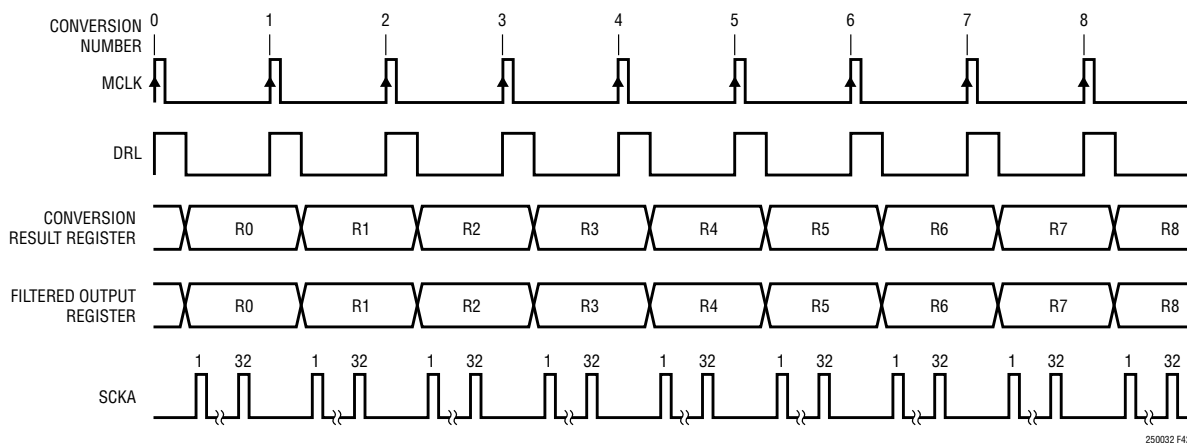 CONVERSION
NUMBER
0 1 2 3 4 5 6 7 8
MCLK
DRL
CONVERSION
RESULT REGISTER
R0 R1 R2 R3 R4 R5 R6 R7 R8
FILTERED OUTPUT
REGISTER
R0 R1 R2 R3 R4 R5 R6 R7 R8
1 32 1 32 1 32 1 32 1 32 1 32 1 32 1 32 1 32
SCKA